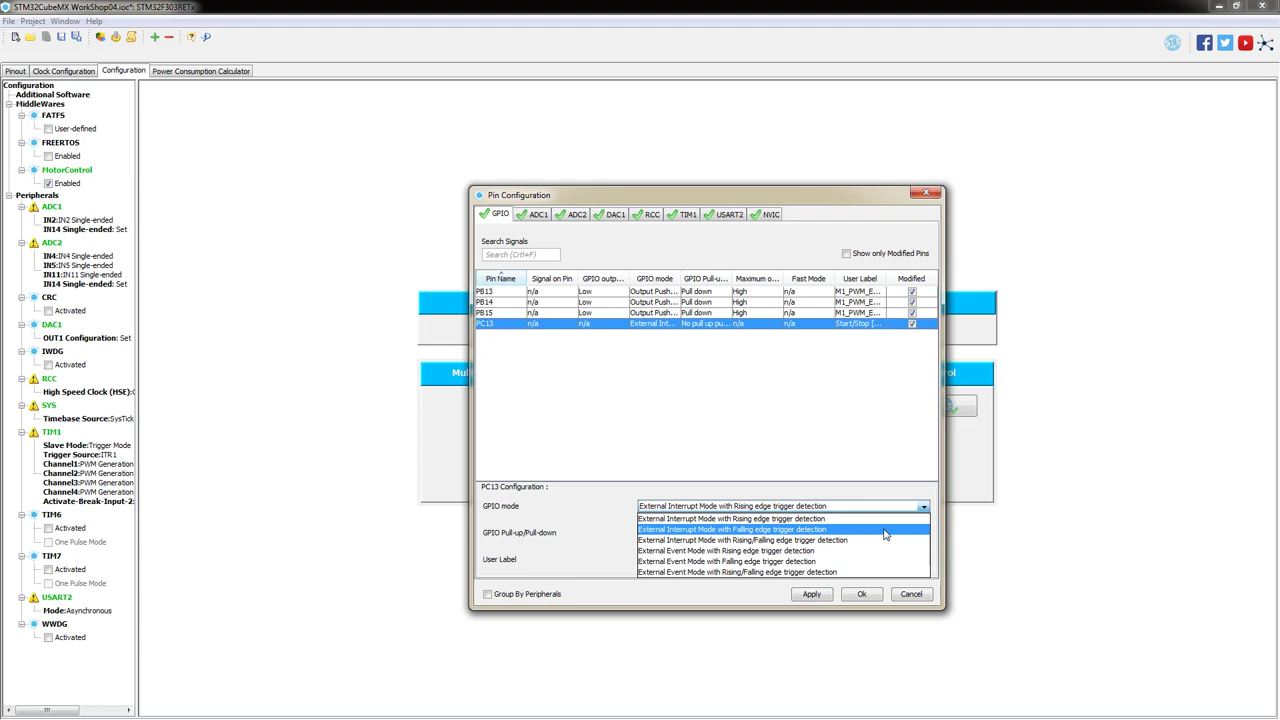 STM32CubeMX WorkShop04.ioc*: STM32F303RETx
File Project Window Help
Pinout Clock Configuration Configuration Power Consumption Calculator
Configuration
Additional Software
MiddleWares
FATFS
User-defined
FREERTOS
Enabled
MotorControl
Enabled
Peripherals
ADC1
IN2:IN2 Single-ended
IN14 Single-ended: Set
ADC2
IN4:IN4 Single-ended
IN5:IN5 Single-ended
IN11:IN11 Single-ended
IN14 Single-ended: Set
CRC
Activated
DAC1
OUT1 Configuration: Set
IWDG
Activated
RCC
High Speed Clock (HSE):
SYS
Timebase Source:SysTick
TIM1
Slave Mode:Trigger Mode
Trigger Source:ITR1
Channel1:PWM Generation
Channel2:PWM Generation
Channel3:PWM Generation
Channel4:PWM Generation
Activate-Break-Input-2:
TIM6
Activated
One Pulse Mode
TIM7
Activated
One Pulse Mode
USART2
Mode:Asynchronous
WWDG
Activated
Pin Configuration
GPIO ADC1 ADC2 DAC1 RCC TIM1 USART2 NVIC
Search Signals
Search (Crtl+F)
Show only Modified Pins
Pin Name Signal on Pin GPIO outp... GPIO mode GPIO Pull-u... Maximum o... Fast Mode User Label Modified
PB13 n/a Low Output Push... Pull down High n/a M1_PWM_E...
PB14 n/a Low Output Push... Pull down High n/a M1_PWM_E...
PB15 n/a Low Output Push... Pull down High n/a M1_PWM_E...
PC13 n/a n/a External Int... No pull up pu... n/a n/a Start/Stop [...
Mul
ol
PC13 Configuration :
GPIO mode External Interrupt Mode with Rising edge trigger detection
External Interrupt Mode with Rising edge trigger detection
External Interrupt Mode with Falling edge trigger detection
GPIO Pull-up/Pull-down External Interrupt Mode with Rising/Falling edge trigger detection
External Event Mode with Rising edge trigger detection
User Label External Event Mode with Falling edge trigger detection
External Event Mode with Rising/Falling edge trigger detection
Group By Peripherals Apply Ok Cancel